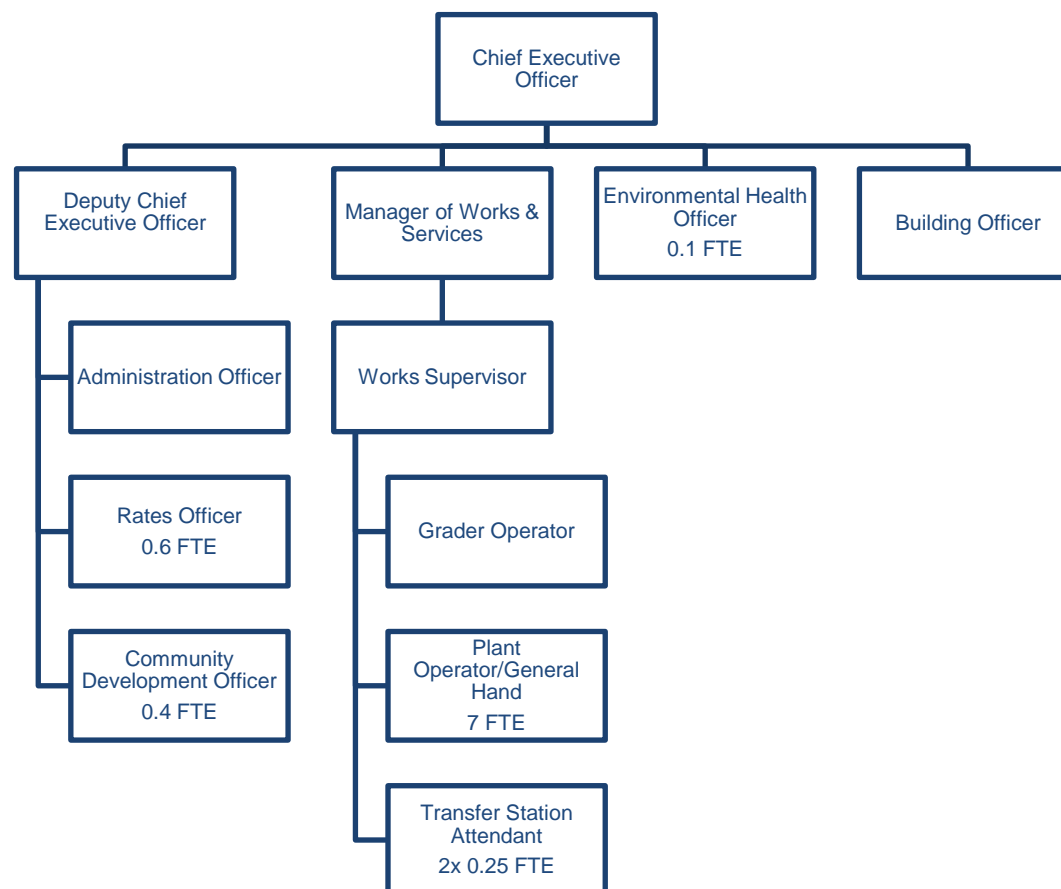 Chief Executive
Officer
Deputy Chief
Executive Officer
Manager of Works &
Services
Environmental Health
Officer
0.1 FTE
Building Officer
Administration Officer
Works Supervisor
Rates Officer
0.6 FTE
Grader Operator
Community
Development Officer
0.4 FTE
Plant
Operator/General
Hand
7 FTE
Transfer Station
Attendant
2x 0.25 FTE